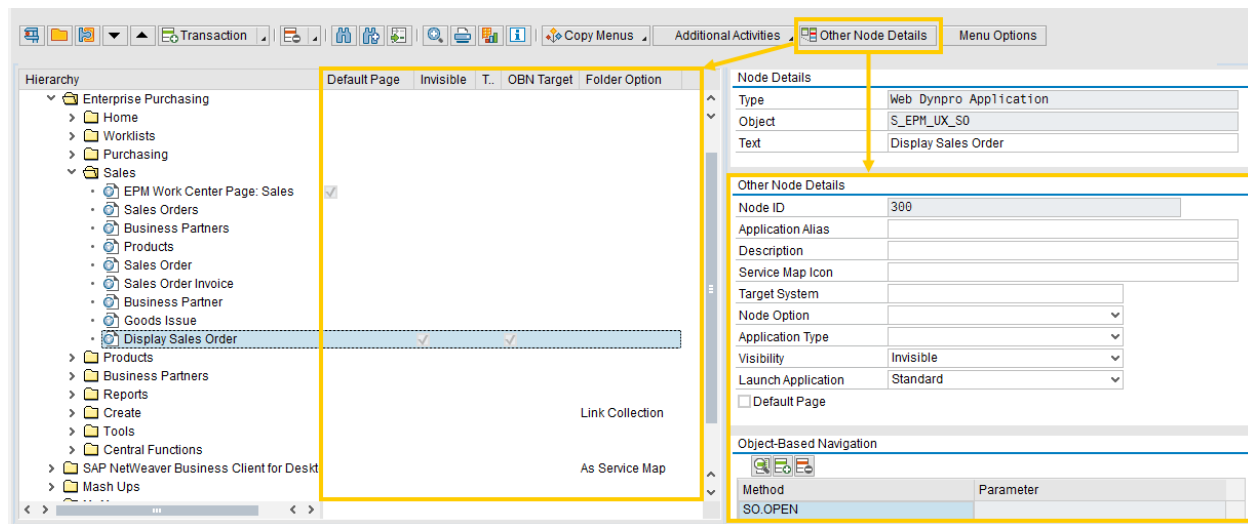 Transaction
Copy Menus
Additional Activities
Other Node Details
Menu Options
Hierarchy Default Page Invisible T.. OBN Target Folder Option
Enterprise Purchasing
Home
Worklists
Purchasing
Sales
EPM Work Center Page: Sales
Sales Orders
Business Partners
Products
Sales Order
Sales Order Invoice
Business Partner
Goods Issue
Display Sales Order
Products
Business Partners
Reports
Create Link Collection
Tools
Central Functions
SAP NetWeaver Business Client for Deskt As Service Map
Mash Ups
Node Details
Type Web Dynpro Application
Object S_EPM_UX_SO
Text Display Sales Order
Other Node Details
Node ID 300
Application Alias
Description
Service Map Icon
Target System
Node Option
Application Type
Visibility Invisible
Launch Application Standard
Default Page
Object-Based Navigation
Method Parameter
SO.OPEN